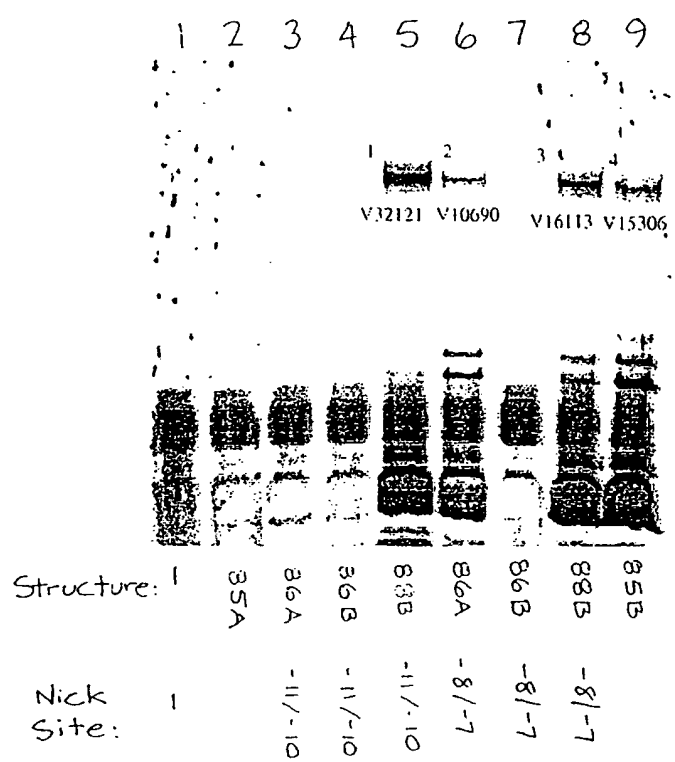 1 2 3 4 5 6 7 8 9
1 2 3 4
V32121 V10690 V16113 V15306
Structure: 1 85A 86A 86B 88B 86A 86B 88B 85B
Nick Site: 1 -11/-10 -11/-10 -11/-10 -8/-7 -8/-7 -8/-7